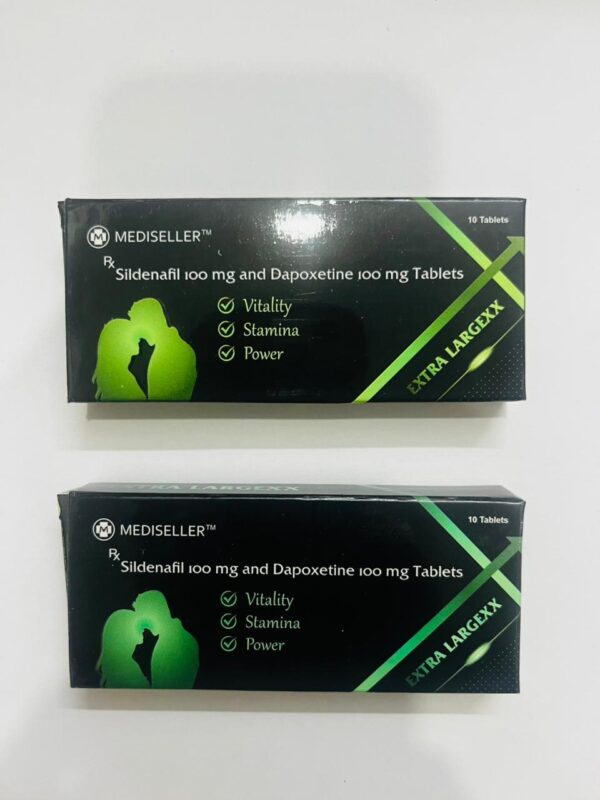 MEDISELLER™
10 Tablets
Rx Sildenafil 100 mg and Dapoxetine 100 mg Tablets
Vitality
Stamina
Power
EXTRA LARGEXX
EXTRA LARGEXX
MEDISELLER™
10 Tablets
Rx Sildenafil 100 mg and Dapoxetine 100 mg Tablets
Vitality
Stamina
Power
EXTRA LARGEXX